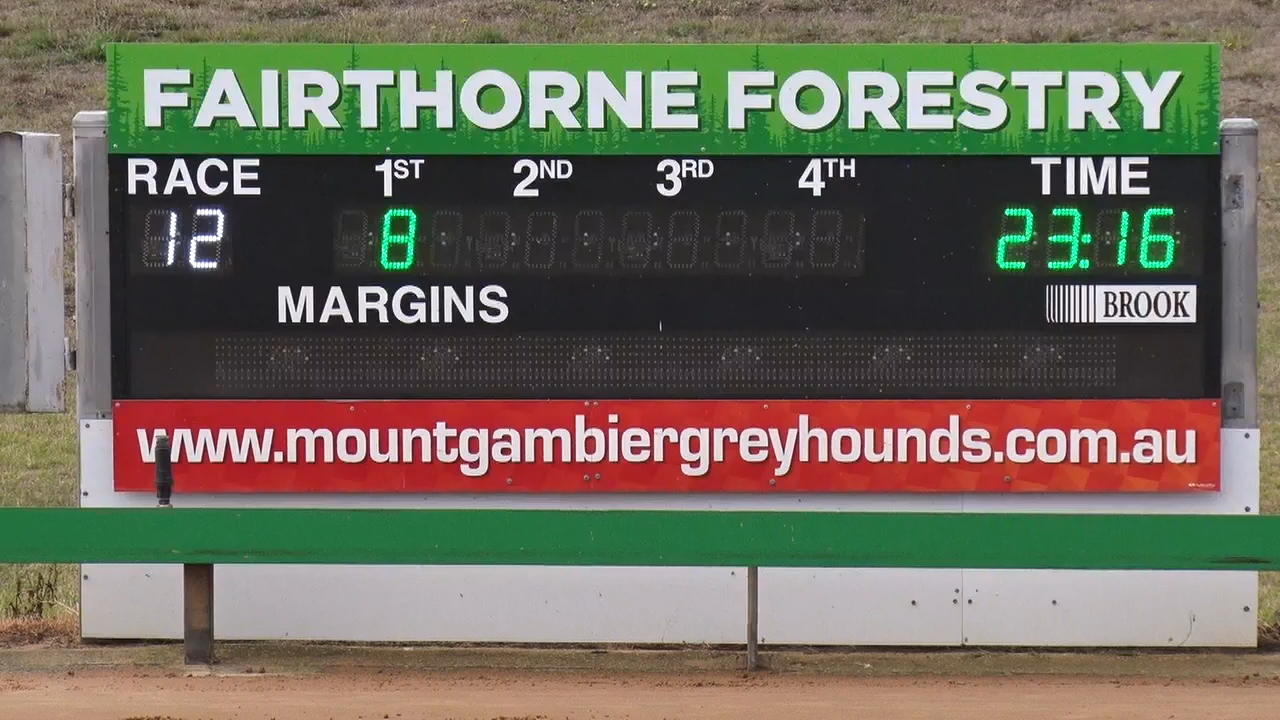 FAIRTHORNE FORESTRY
RACE 1ST 2ND 3RD 4TH TIME
12 8 23:16
MARGINS
BROOK
www.mountgambiergreyhounds.com.au